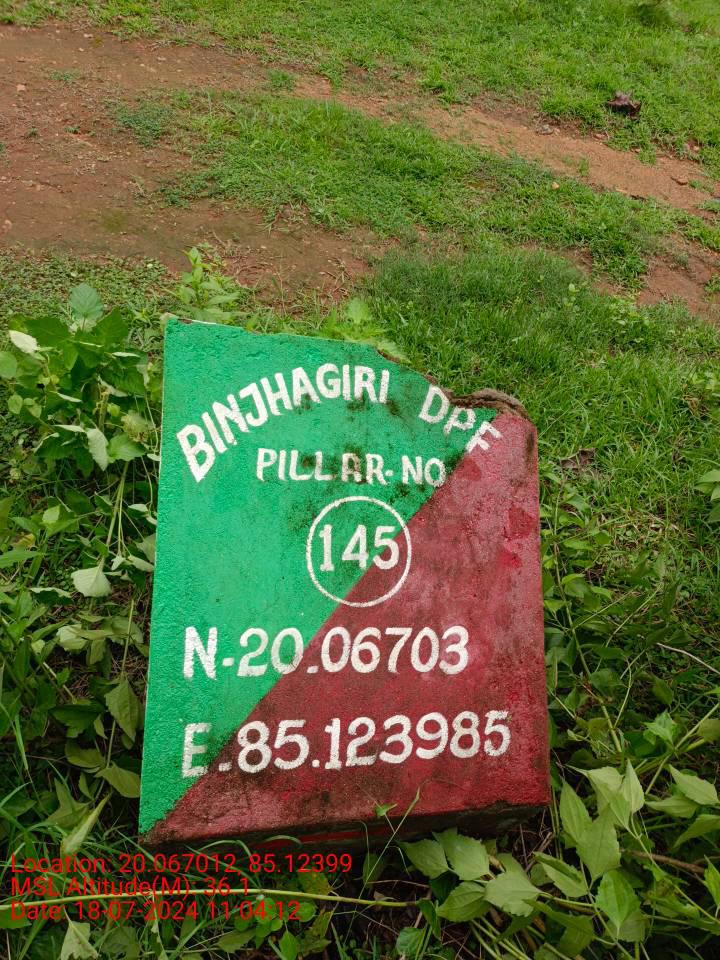 BINJHAGIRI DPF
PILLAR-NO
145
N-20.06703
E.85.123985
Location: 20.067012 85.12399
MSL Altitude(M): 36.1
Date: 18-07-2024 11:04:12